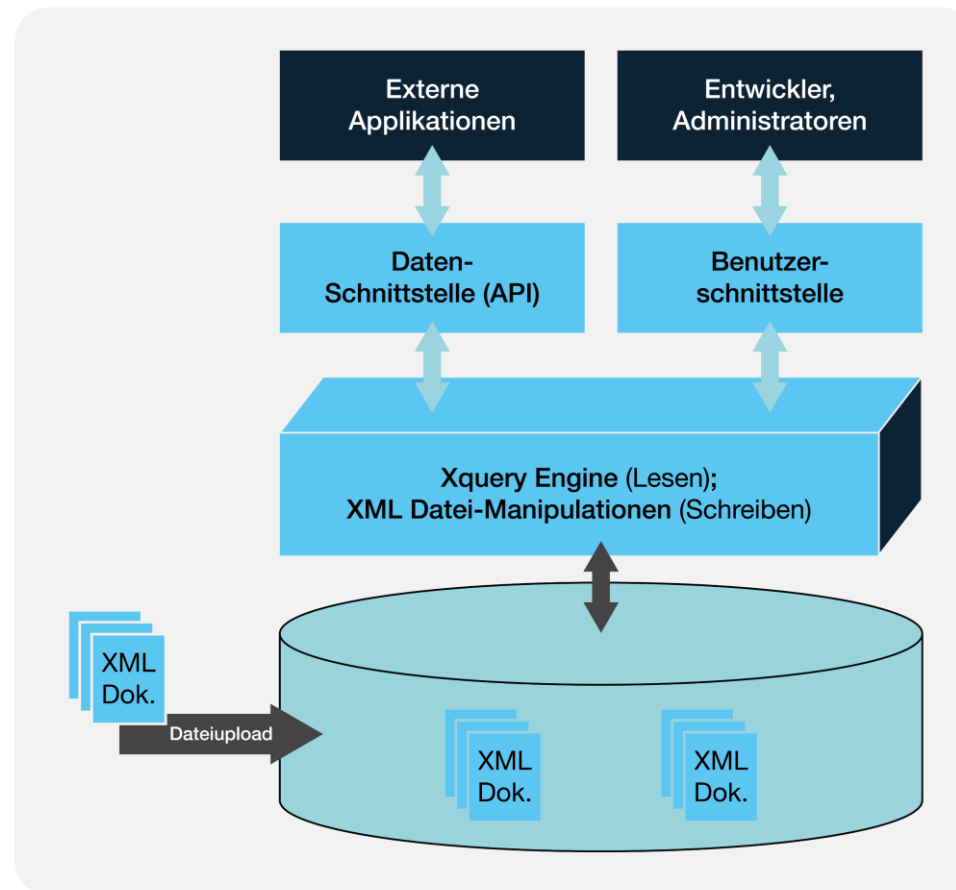 Externe
Applikationen
Entwickler,
Administratoren
Daten-
Schnittstelle (API)
Benutzer-
schnittstelle
Xquery Engine (Lesen);
XML Datei-Manipulationen (Schreiben)
XML
Dok.
Dateiupload
XML
Dok.
XML
Dok.